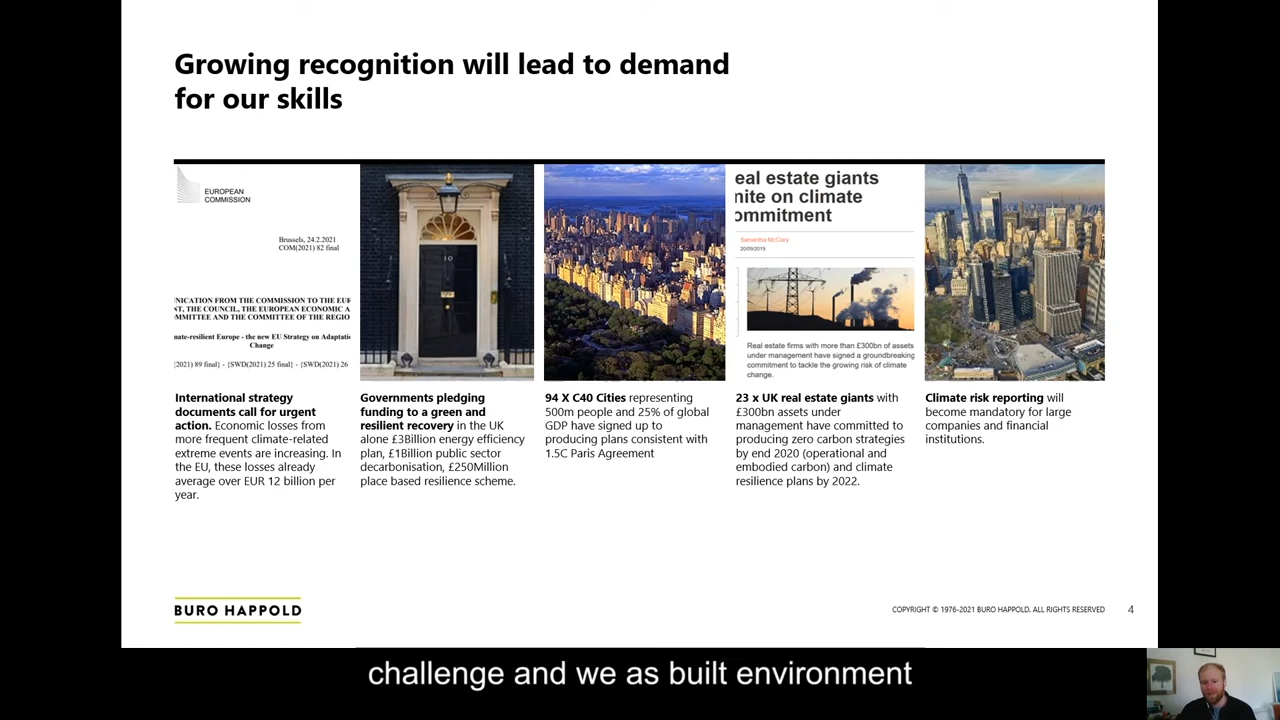 Growing recognition will lead to demand
for our skills
EUROPEAN
COMMISSION
Brussels, 24.2.2021
COM(2021) 82 final
NICATION FROM THE COMMISSION TO THE EUR
NT, THE COUNCIL, THE EUROPEAN ECONOMIC A
OMMITTEE AND THE COMMITTEE OF THE REGIO
mate-resilient Europe - the new EU Strategy on Adaptatio
Change
(2021) 89 final} - {SWD(2021) 25 final} - {SWD(2021) 26
International strategy
documents call for urgent
action. Economic losses from
more frequent climate-related
extreme events are increasing. In
the EU, these losses already
average over EUR 12 billion per
year.
10
Governments pledging
funding to a green and
resilient recovery in the UK
alone £3Billion energy efficiency
plan, £1Billion public sector
decarbonisation, £250Million
place based resilience scheme.
94 X C40 Cities representing
500m people and 25% of global
GDP have signed up to
producing plans consistent with
1.5C Paris Agreement
eal estate giants
nite on climate
ommitment
Samantha McClary
20/09/2019
Real estate firms with more than £300bn of assets
under management have signed a groundbreaking
commitment to tackle the growing risk of climate
change.
23 x UK real estate giants with
£300bn assets under
management have committed to
producing zero carbon strategies
by end 2020 (operational and
embodied carbon) and climate
resilience plans by 2022.
Climate risk reporting will
become mandatory for large
companies and financial
institutions.
BURO HAPPOLD
COPYRIGHT © 1976-2021 BURO HAPPOLD. ALL RIGHTS RESERVED
4
challenge and we as built environment